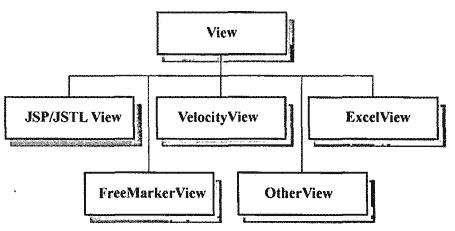 View
JSP/JSTL View
VelocityView
ExcelView
FreeMarkerView
OtherView